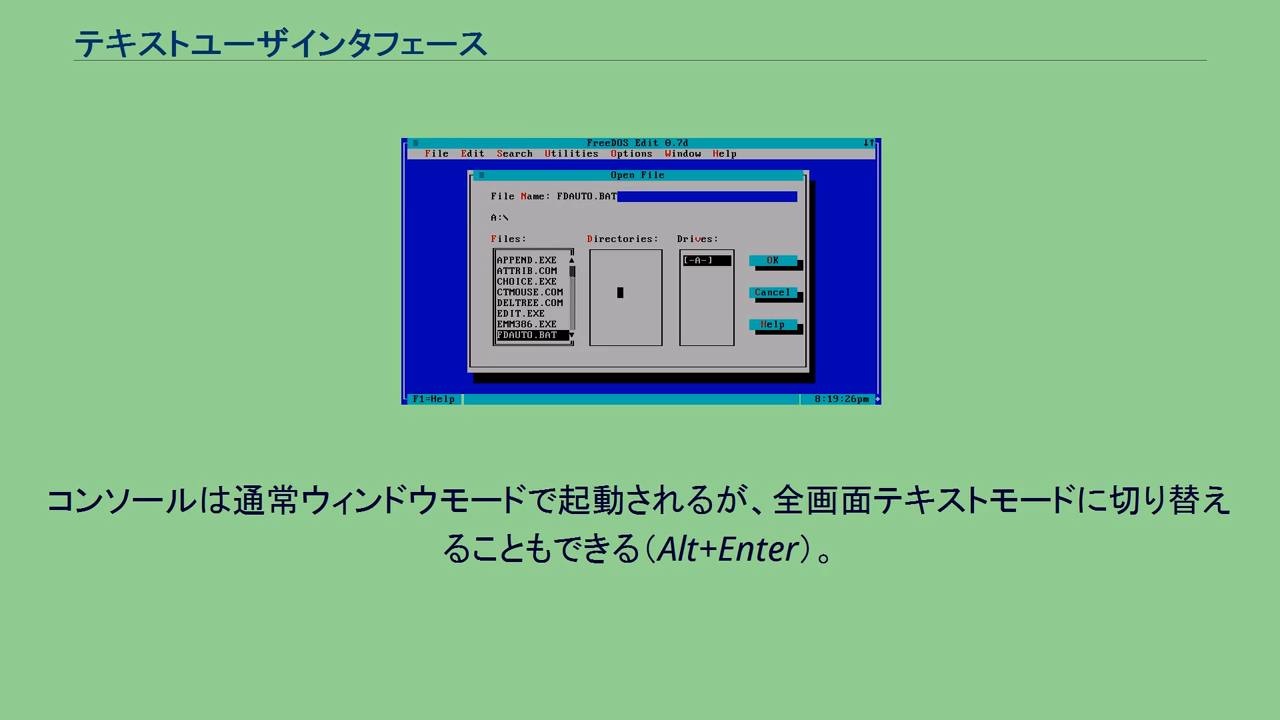 テキストユーザインタフェース
FreeDOS Edit 0.7d
File Edit Search Utilities Options Window Help
Open File
File Name: FDAUTO.BAT
A:\
Files: Directories: Drives:
APPEND.EXE [-A-] OK
ATTRIB.COM
CHOICE.EXE
CTMOUSE.COM Cancel
DELTREE.COM
EDIT.EXE
EMM386.EXE Help
FDAUTO.BAT
F1=Help 8:19:26pm
コンソールは通常ウィンドウモードで起動されるが、全画面テキストモードに切り替え
ることもできる（Alt+Enter）。